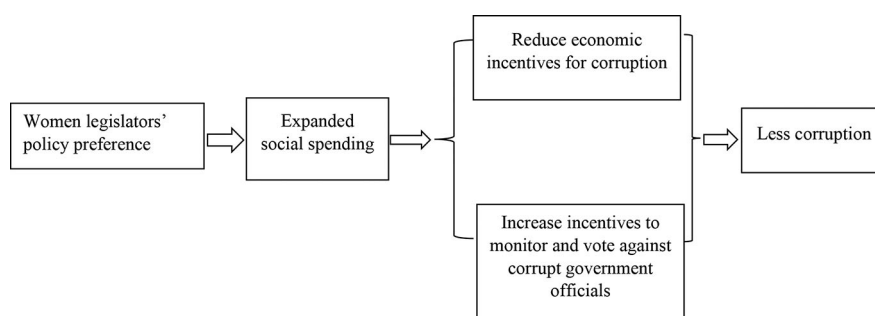 Women legislators’
policy preference
Expanded
social spending
Reduce economic
incentives for corruption
Increase incentives to
monitor and vote against
corrupt government
officials
Less corruption